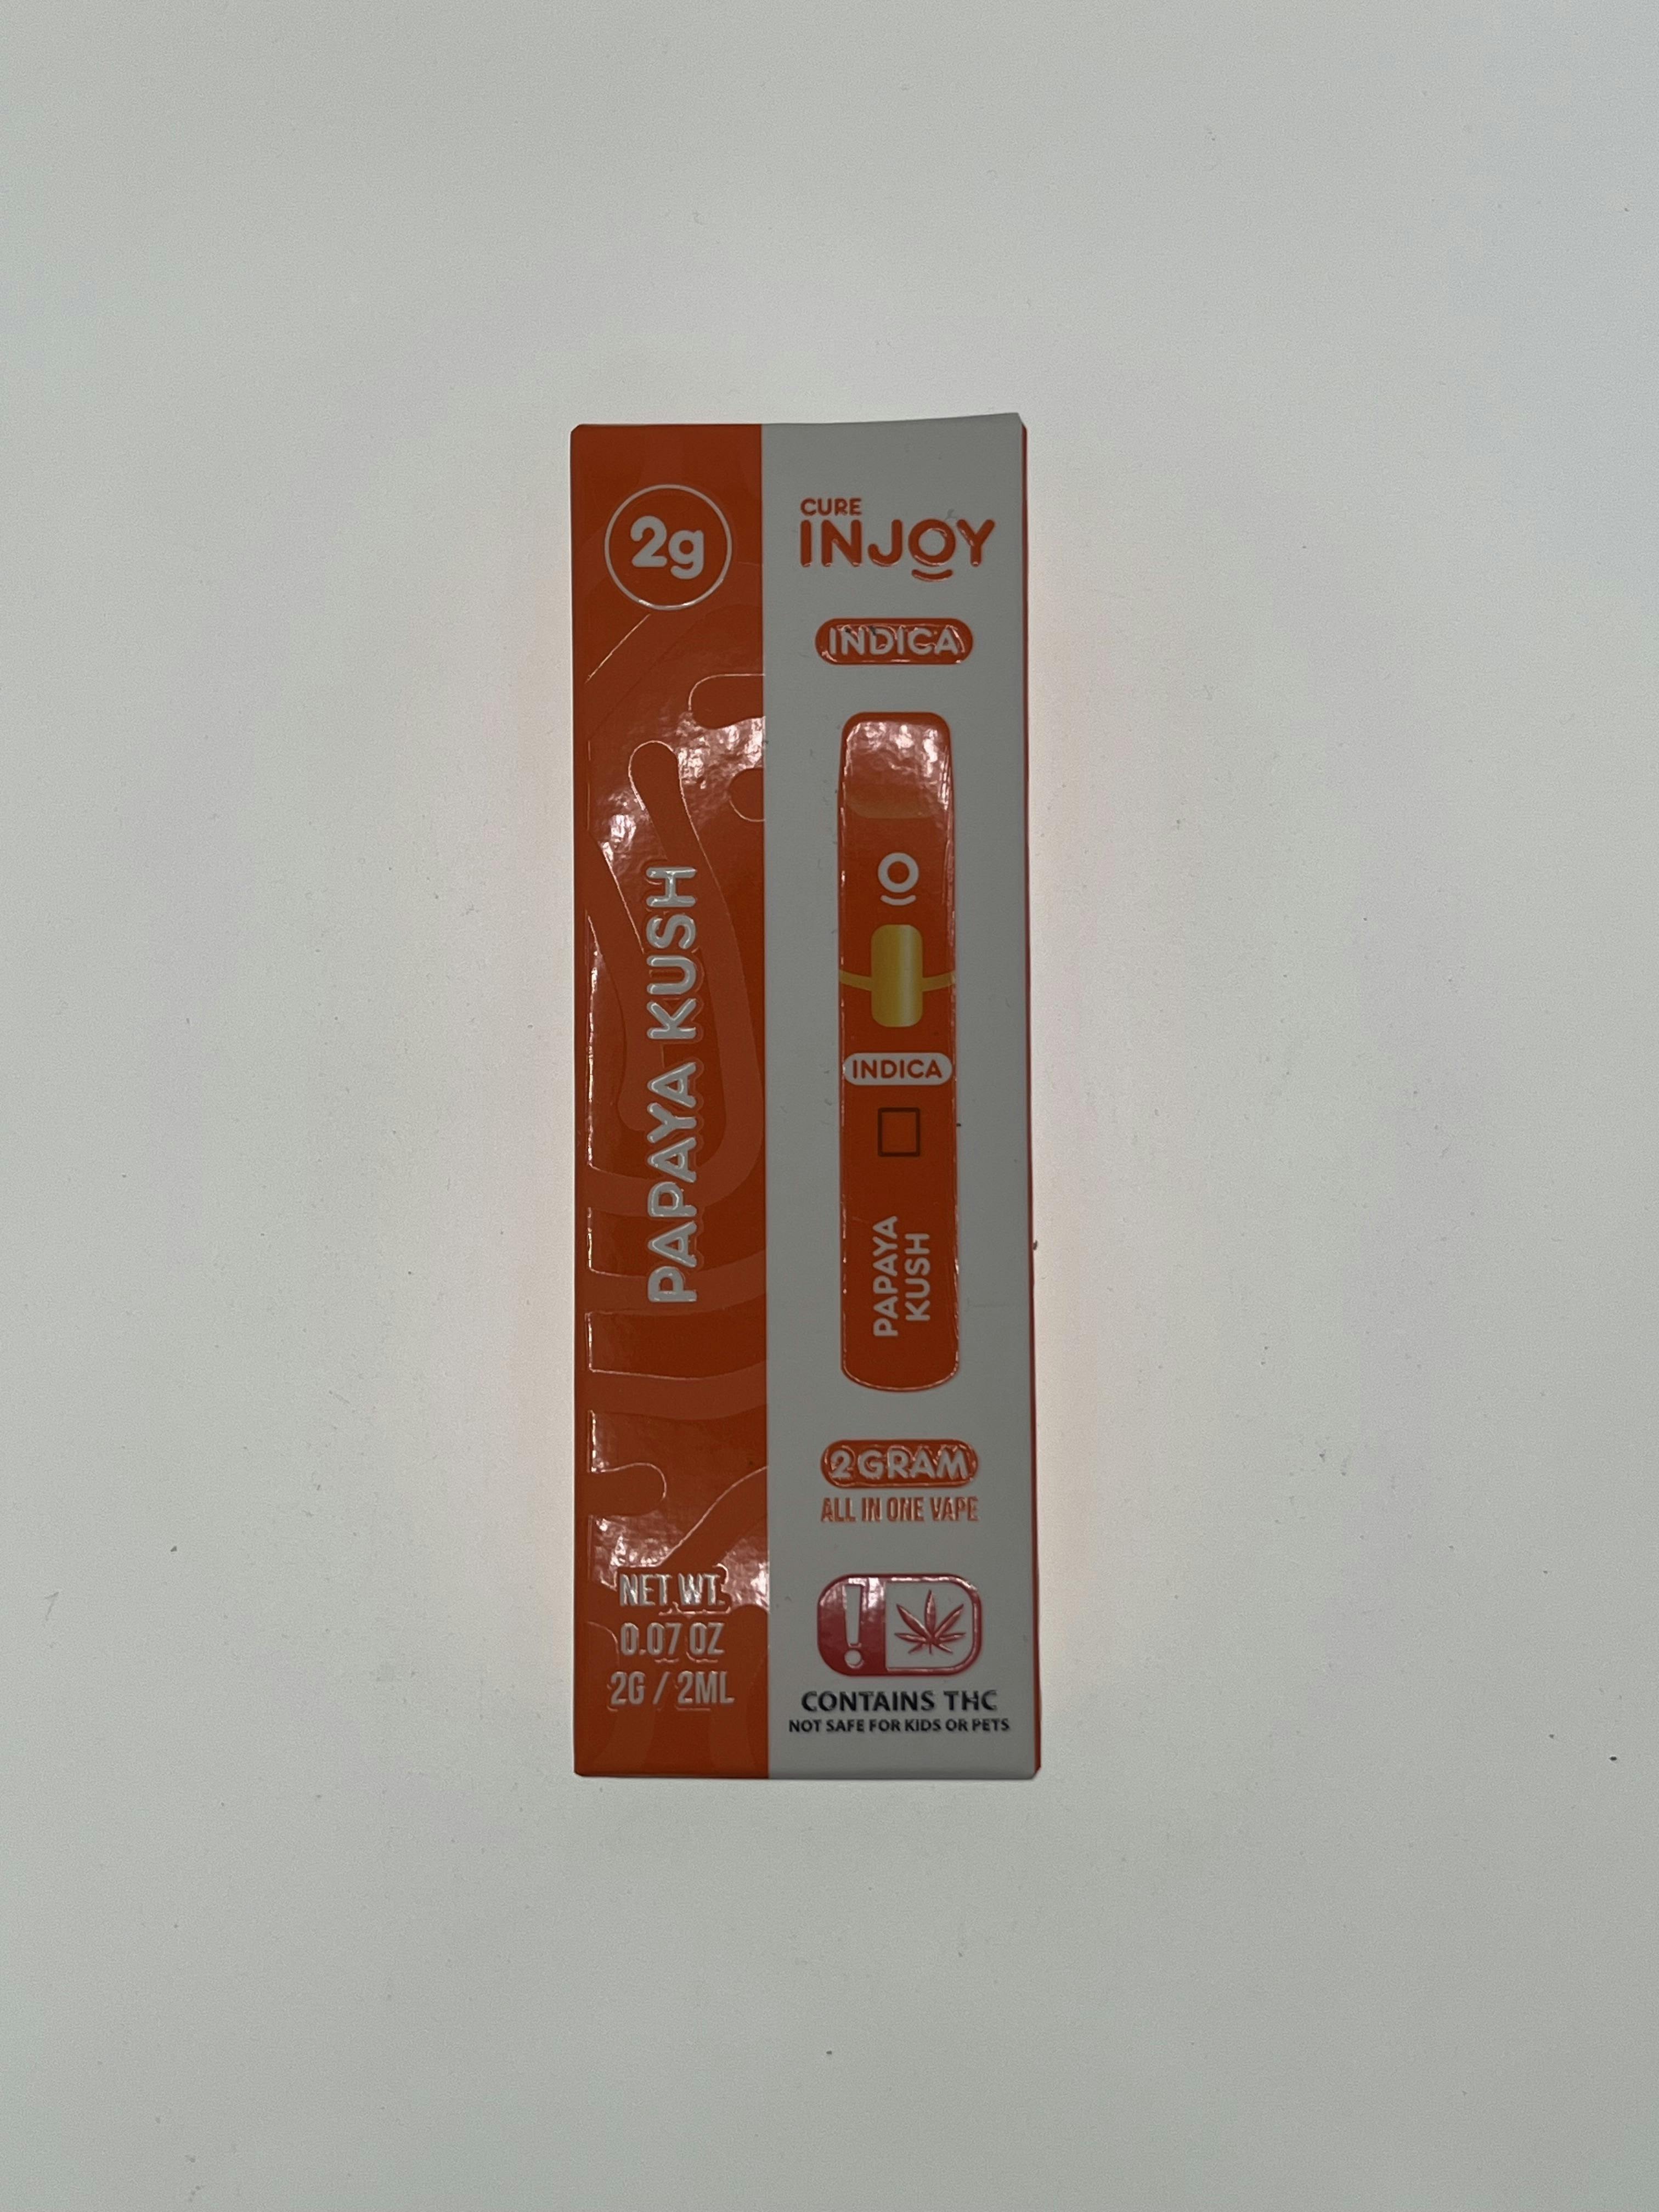 2g
PAPAYA KUSH
NET WT.
0.07 OZ
2G / 2ML
CURE
INJOY
INDICA
INDICA
PAPAYA
KUSH
2 GRAM
ALL IN ONE VAPE
!
CONTAINS THC
NOT SAFE FOR KIDS OR PETS